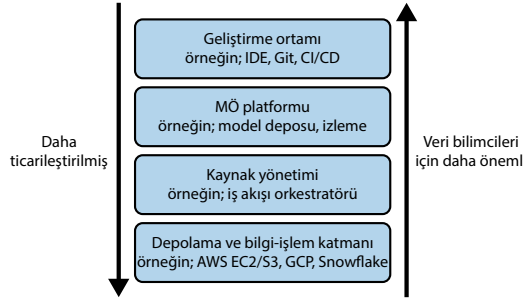 Geliştirme ortamı
örneğin; IDE, Git, CI/CD
MÖ platformu
örneğin; model deposu, izleme
Daha
ticarileştirilmiş
Veri bilimcileri
için daha öneml
Kaynak yönetimi
örneğin; iş akışı orkestratörü
Depolama ve bilgi-işlem katmanı
örneğin; AWS EC2/S3, GCP, Snowflake